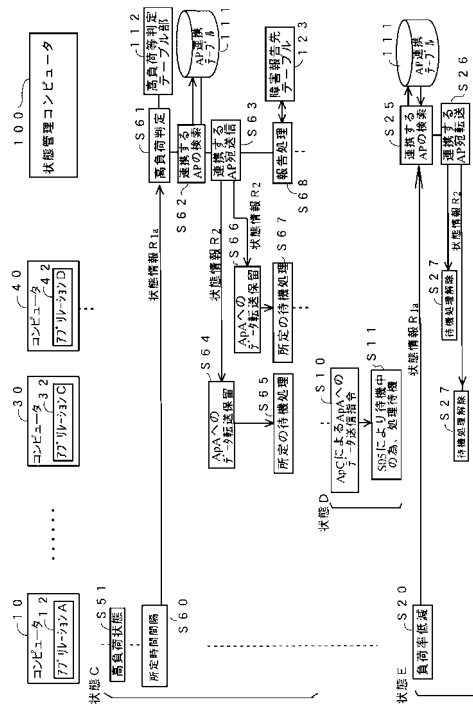 100
状態管理コンピュータ
40
コンピュータ
42
アプリケーションD
30
コンピュータ
32
アプリケーションC
・・・・・・
10
コンピュータ
12
アプリケーションA
状態C
高負荷状態
S51
所定時間間隔
S60
状態情報R1a
S61
高負荷判定
112
高負荷等判定
テーブル部
S62
連携する
APの検索
AP連携
テーブル
111
S63
連携する
AP宛送信
状態情報R2
状態情報R2
S64
ApAへの
データ転送保留
S65
所定の待機処理
S66
ApAへの
データ転送保留
S67
所定の待機処理
報告処理
S68
障害報告先
テーブル
123
状態D
S10
ApCによるApAへの
データ送信指令
S11
S05により待機中
の為、処理待機
状態E
負荷率低減
S20
状態情報R1a
S25
連携する
APの検索
AP連携
テーブル
111
連携する
AP宛転送
S26
状態情報R2
状態情報R2
S27
待機処理解除
S27
待機処理解除